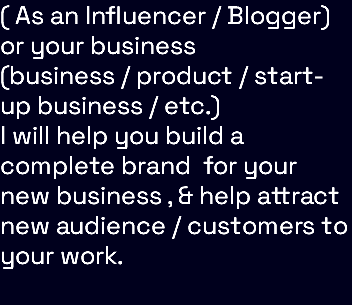 ( As an Influencer / Blogger)
or your business
(business / product / start-
up business / etc.)
I will help you build a
complete brand  for your
new business , & help attract
new audience / customers to
your work.